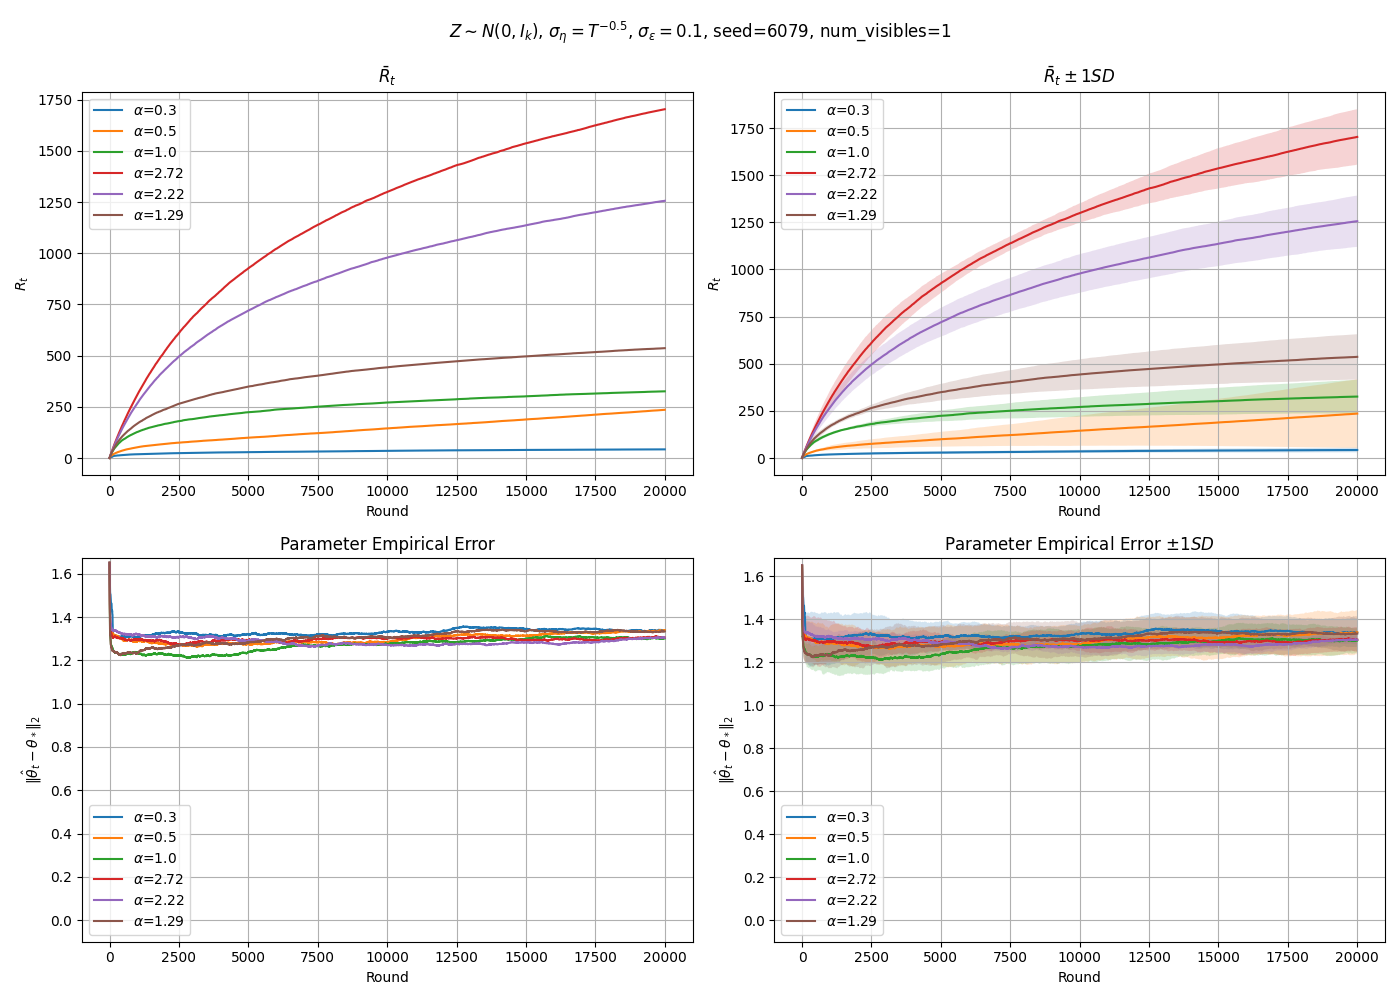 Z ∼ N(0, I_k), σ_η = T^{−0.5}, σ_ε = 0.1, seed=6079, num_visibles=1
R̄_t
R_t
1750
1500
1250
1000
750
500
250
0
α=0.3
α=0.5
α=1.0
α=2.72
α=2.22
α=1.29
0 2500 5000 7500 10000 12500 15000 17500 20000
Round
R̄_t ± 1SD
R_t
1750
1500
1250
1000
750
500
250
0
α=0.3
α=0.5
α=1.0
α=2.72
α=2.22
α=1.29
0 2500 5000 7500 10000 12500 15000 17500 20000
Round
Parameter Empirical Error
‖θ̂_t − θ_*‖_2
1.6
1.4
1.2
1.0
0.8
0.6
0.4
0.2
0.0
α=0.3
α=0.5
α=1.0
α=2.72
α=2.22
α=1.29
0 2500 5000 7500 10000 12500 15000 17500 20000
Round
Parameter Empirical Error ±1SD
‖θ̂_t − θ_*‖_2
1.6
1.4
1.2
1.0
0.8
0.6
0.4
0.2
0.0
α=0.3
α=0.5
α=1.0
α=2.72
α=2.22
α=1.29
0 2500 5000 7500 10000 12500 15000 17500 20000
Round